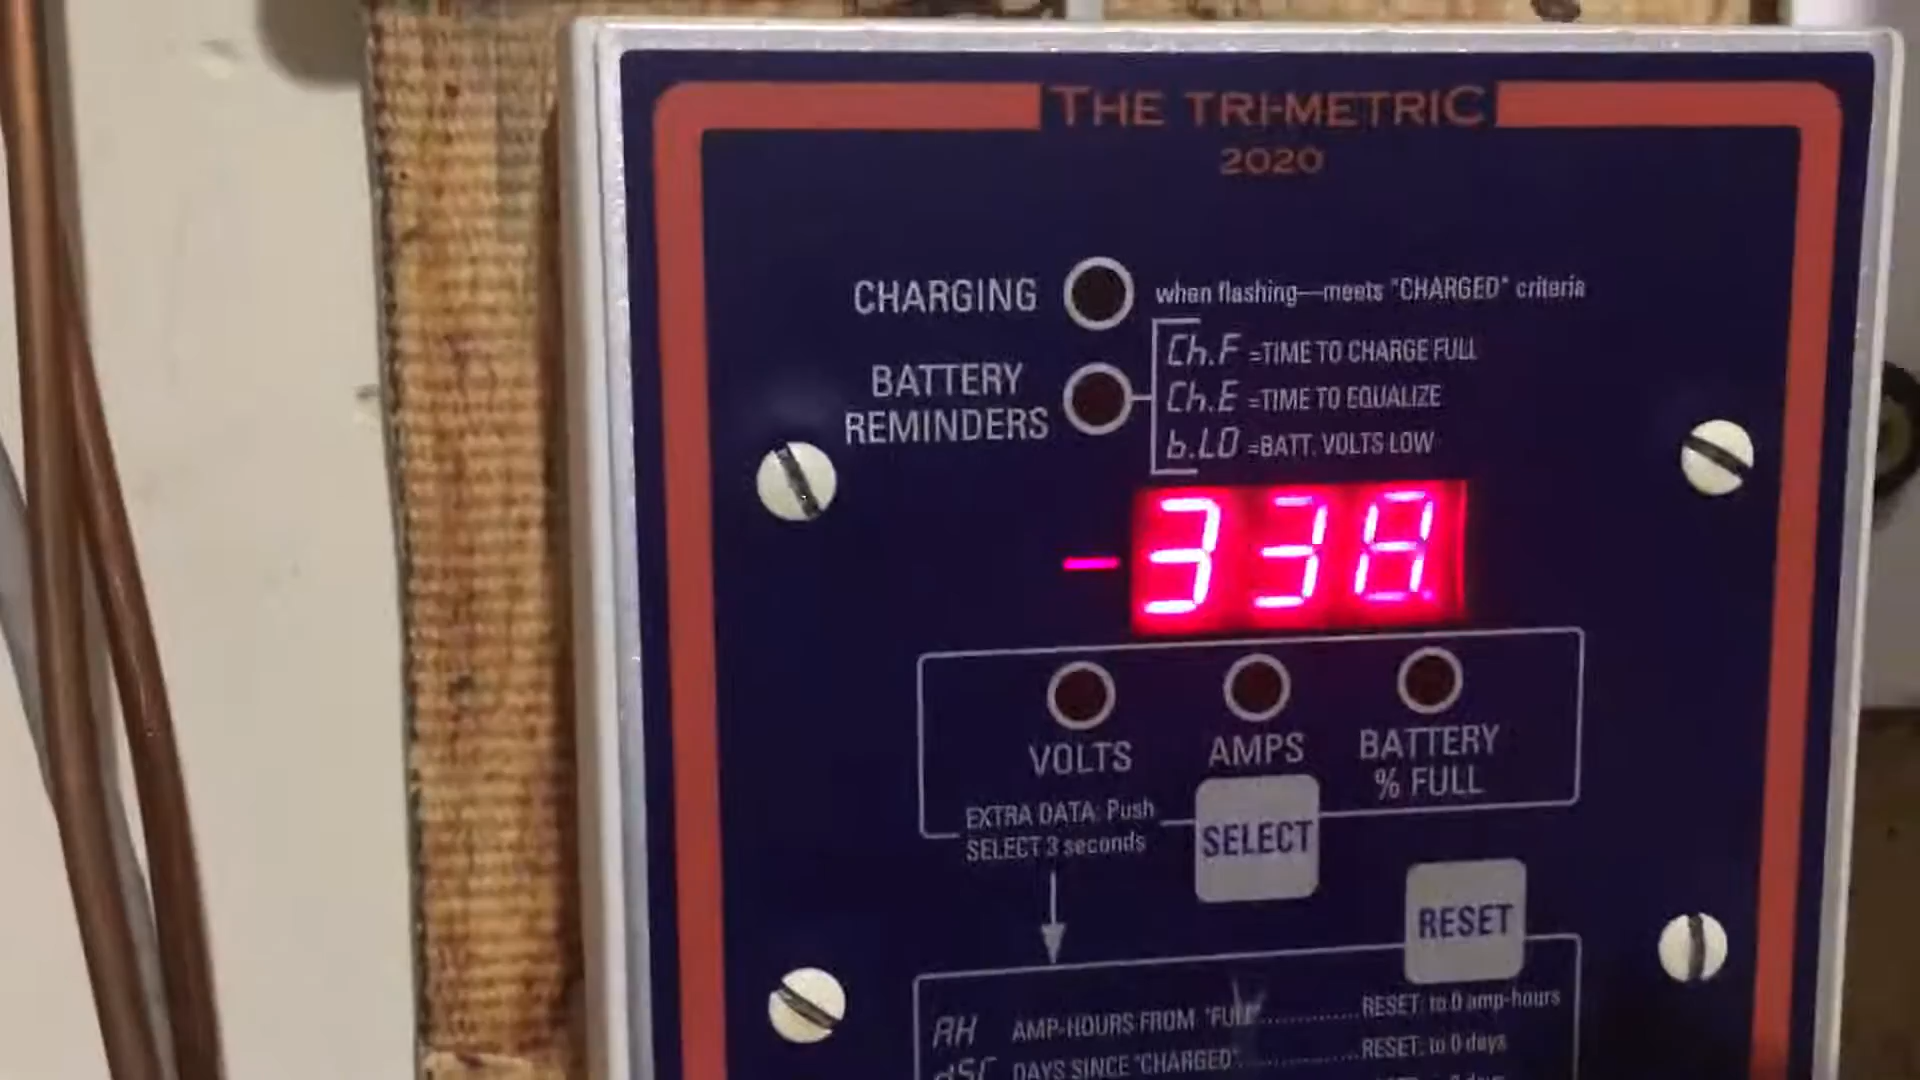 THE TRI-METRIC
2020
CHARGING when flashing—meets "CHARGED" criteria
BATTERY REMINDERS
Ch.F =TIME TO CHARGE FULL
Ch.E =TIME TO EQUALIZE
b.LO =BATT. VOLTS LOW
-338
VOLTS
AMPS
BATTERY % FULL
EXTRA DATA: Push
SELECT 3 seconds
SELECT
RESET
AH AMP-HOURS FROM "FULL"..............RESET: to 0 amp-hours
dSC DAYS SINCE "CHARGED"..............RESET: to 0 days